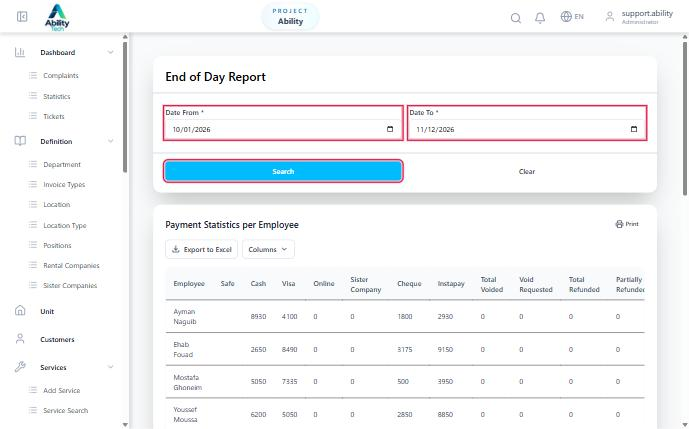 Ability
Tech
PROJECT
Ability
EN
support.ability
Administrator
Dashboard
Complaints
Statistics
Tickets
Definition
Department
Invoice Types
Location
Location Type
Positions
Rental Companies
Sister Companies
Unit
Customers
Services
Add Service
Service Search
End of Day Report
Date From *
10/01/2026
Date To *
11/12/2026
Search
Clear
Payment Statistics per Employee
Print
Export to Excel
Columns
Employee Safe Cash Visa Online Sister Company Cheque Instapay Total Voided Void Requested Total Refunded Partially Refunded
Ayman Naguib 8930 4100 0 0 1800 2930 0 0 0 0
Ehab Fouad 2650 8490 0 0 3175 9150 0 0 0 0
Mostafa Ghoneim 5050 7335 0 0 500 3950 0 0 0 0
Youssef Moussa 6200 5050 0 0 2850 8850 0 0 0 0